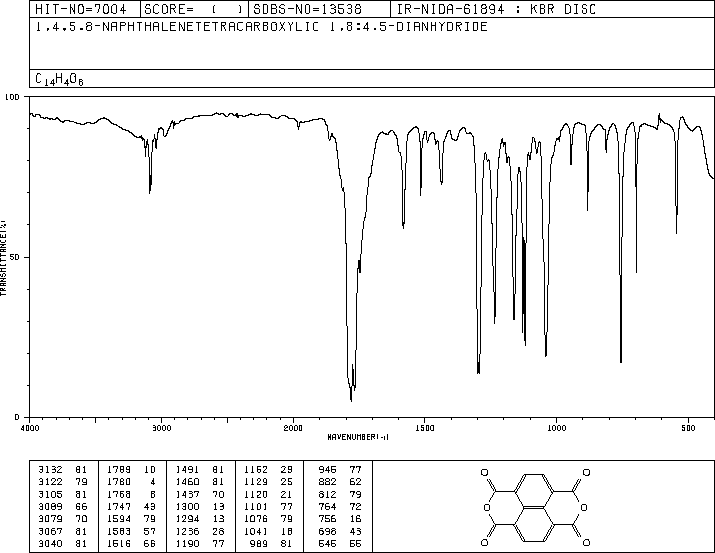 HIT-NO=7004 SCORE= ( ) SDBS-NO=13538 IR-NIDA-61894 : KBR DISC
1,4,5,8-NAPHTHALENETETRACARBOXYLIC 1,8:4,5-DIANHYDRIDE
C14H4O6
100
50
0
TRANSMITTANCE(%)
4000 3000 2000 1500 1000 500
WAVENUMBER(-1)
3132 81 1789 10 1491 81 1162 29 946 77
3122 79 1780 4 1460 81 1129 25 882 62
3105 81 1768 8 1437 70 1120 21 812 79
3089 66 1747 43 1300 13 1101 77 764 72
3079 70 1594 79 1294 13 1076 79 756 16
3067 81 1583 57 1236 28 1041 18 698 43
3040 81 1516 66 1190 77 989 81 545 55
O O
O O
O O